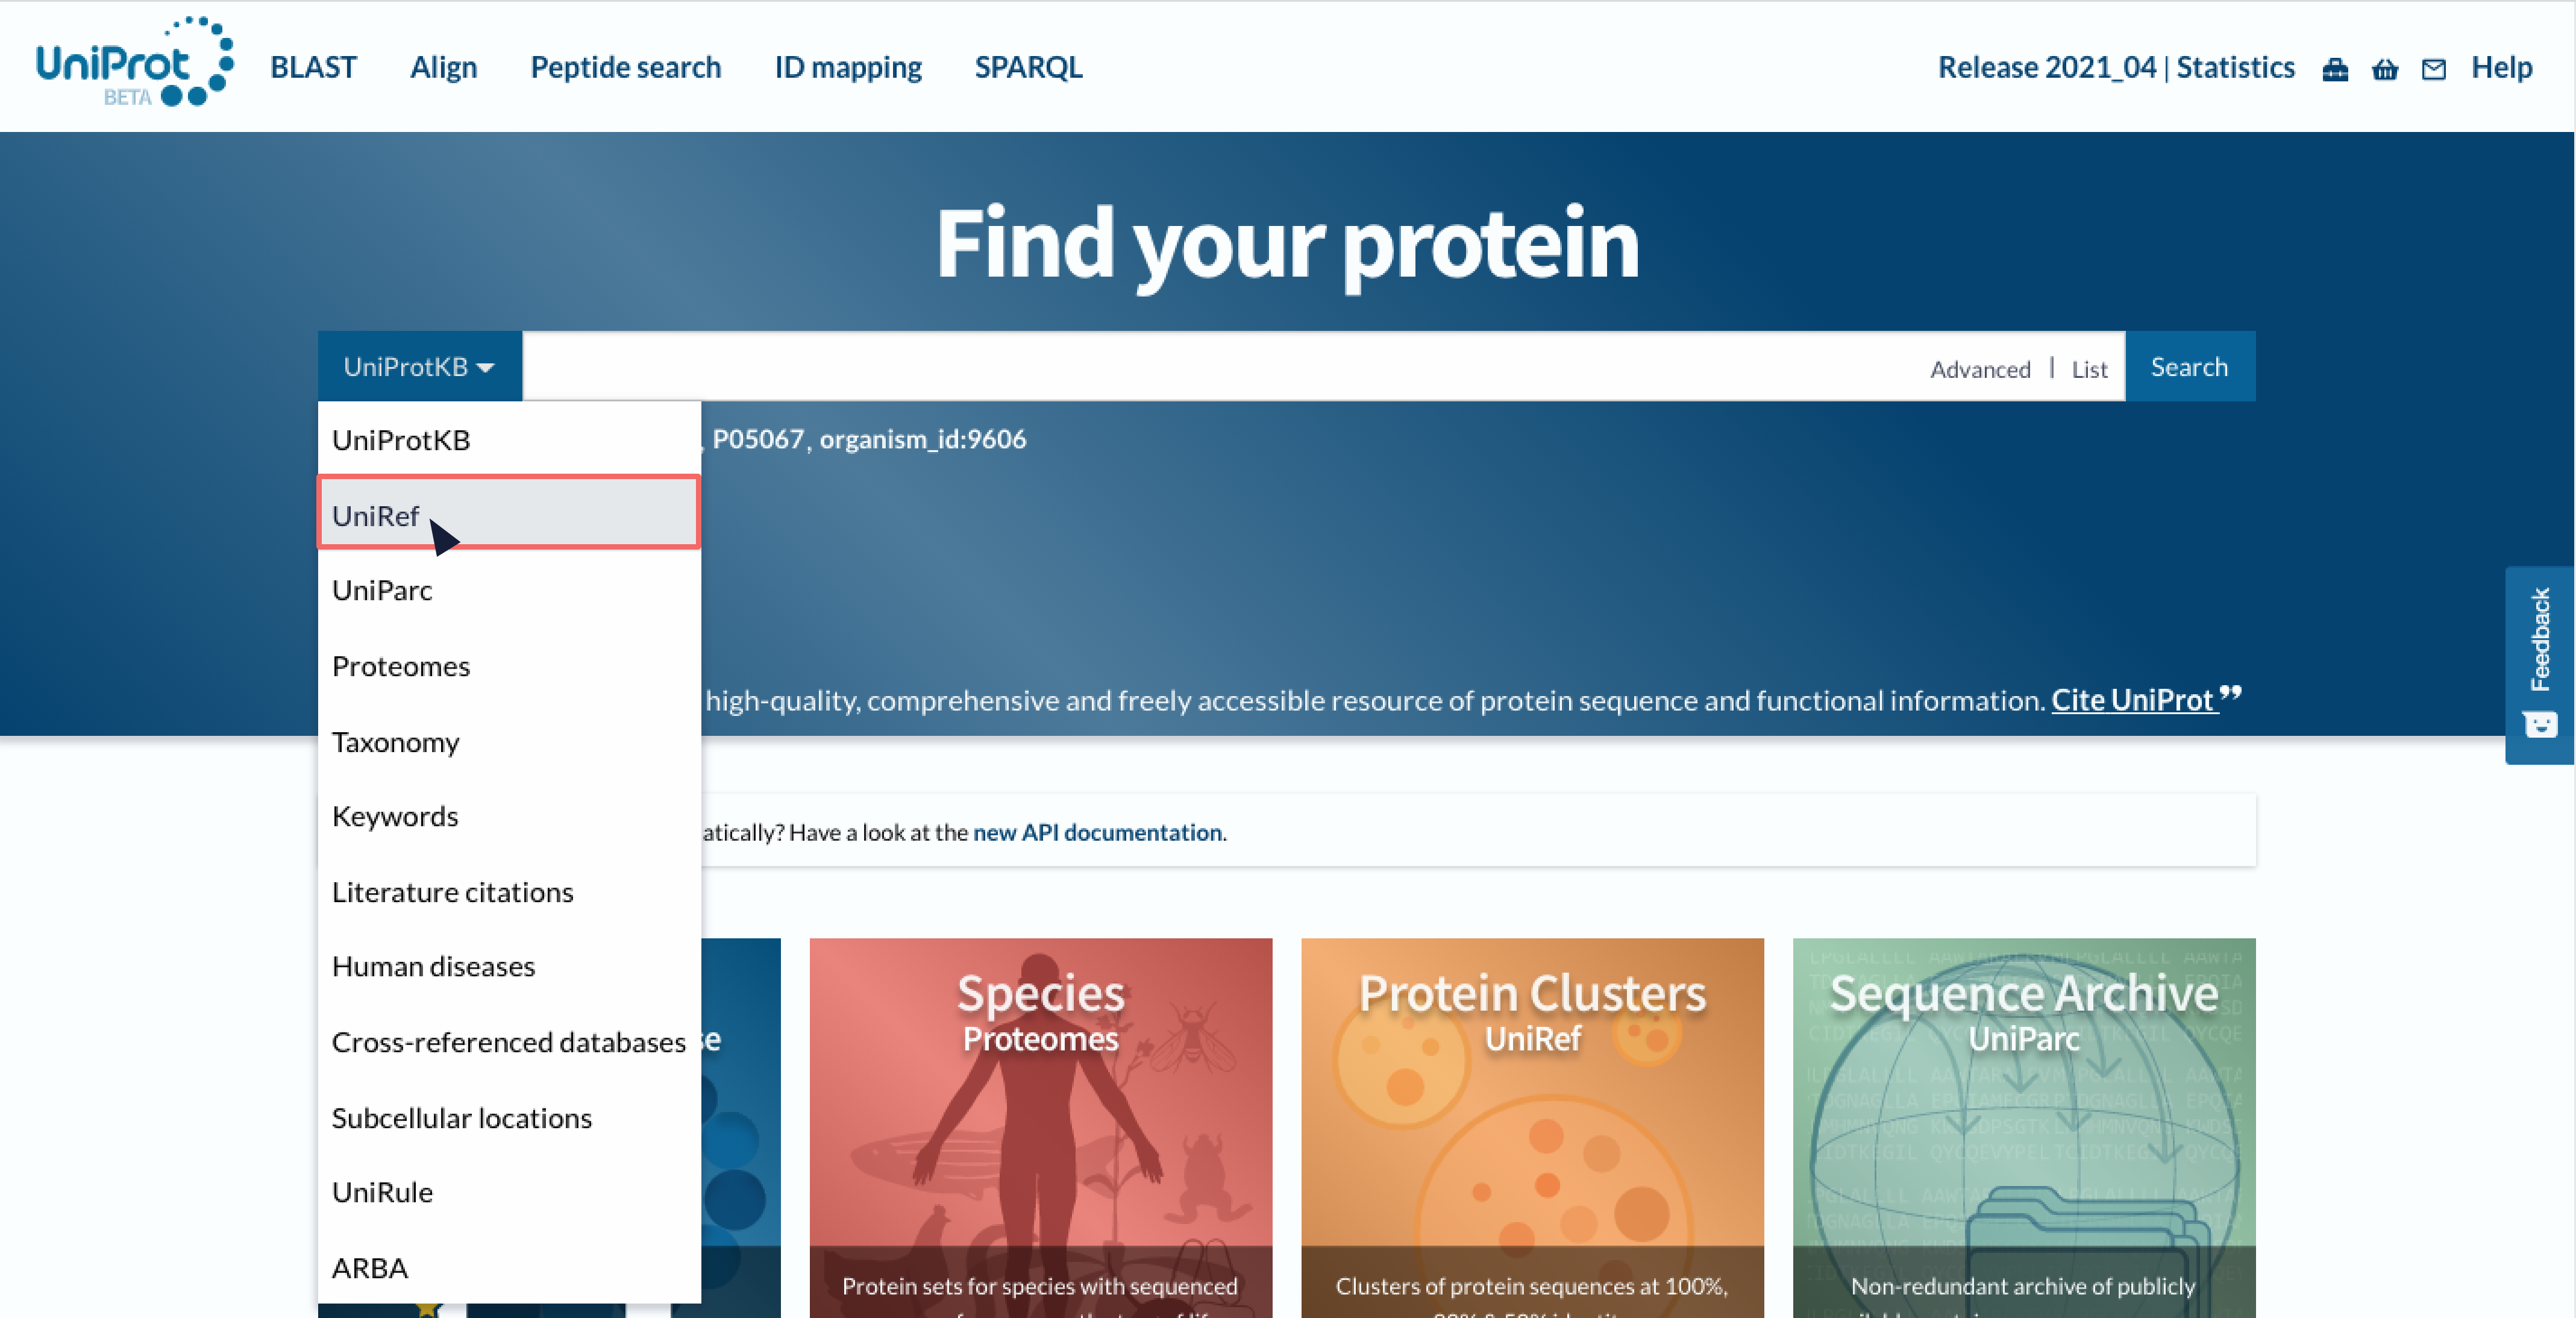 UniProt
BETA
BLAST Align Peptide search ID mapping SPARQL
Release 2021_04 | Statistics Help
Find your protein
UniProtKB
Advanced | List Search
UniProtKB
, P05067, organism_id:9606
UniRef
UniParc
Proteomes
high-quality, comprehensive and freely accessible resource of protein sequence and functional information. Cite UniProt
Feedback
Taxonomy
Keywords
atically? Have a look at the new API documentation.
Literature citations
Human diseases
Cross-referenced databases
se
Subcellular locations
UniRule
ARBA
Species
Proteomes
Protein sets for species with sequenced
Protein Clusters
UniRef
Clusters of protein sequences at 100%,
Sequence Archive
UniParc
Non-redundant archive of publicly